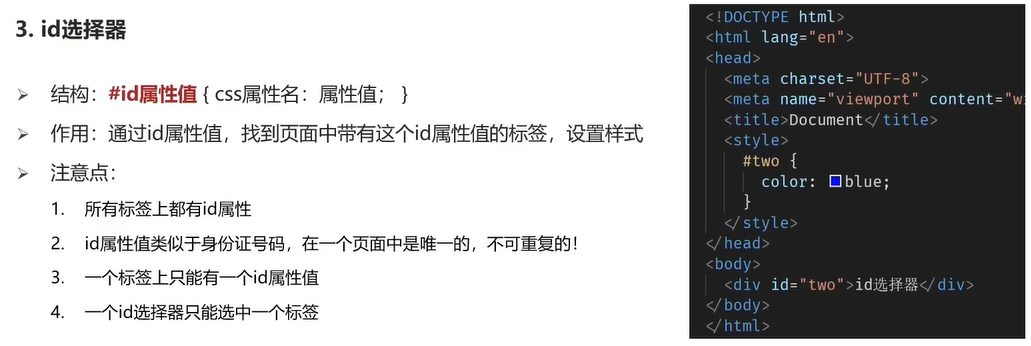 3. id选择器
➢ 结构：#id属性值 { css属性名：属性值； }
➢ 作用：通过id属性值，找到页面中带有这个id属性值的标签，设置样式
➢ 注意点：
1. 所有标签上都有id属性
2. id属性值类似于身份证号码，在一个页面中是唯一的，不可重复的！
3. 一个标签上只能有一个id属性值
4. 一个id选择器只能选中一个标签
<!DOCTYPE html>
<html lang="en">
<head>
<meta charset="UTF-8">
<meta name="viewport" content="wi
<title>Document</title>
<style>
#two {
color: blue;
}
</style>
</head>
<body>
<div id="two">id选择器</div>
</body>
</html>